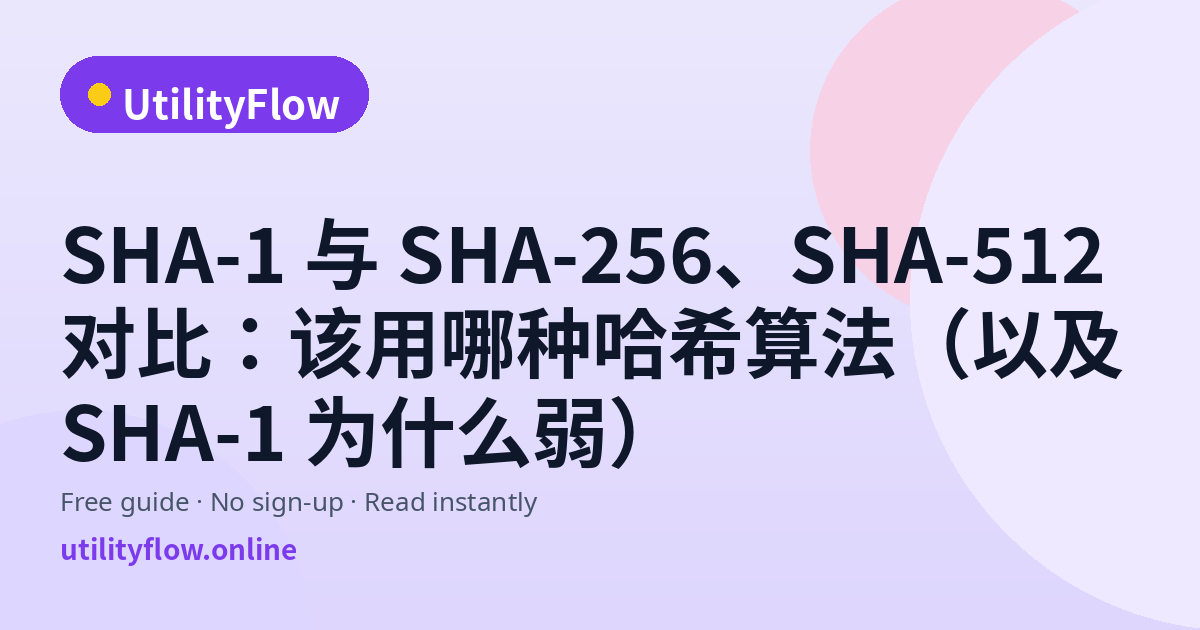 UtilityFlow
SHA-1 与 SHA-256、SHA-512
对比：该用哪种哈希算法（以及
SHA-1 为什么弱）
Free guide · No sign-up · Read instantly
utilityflow.online